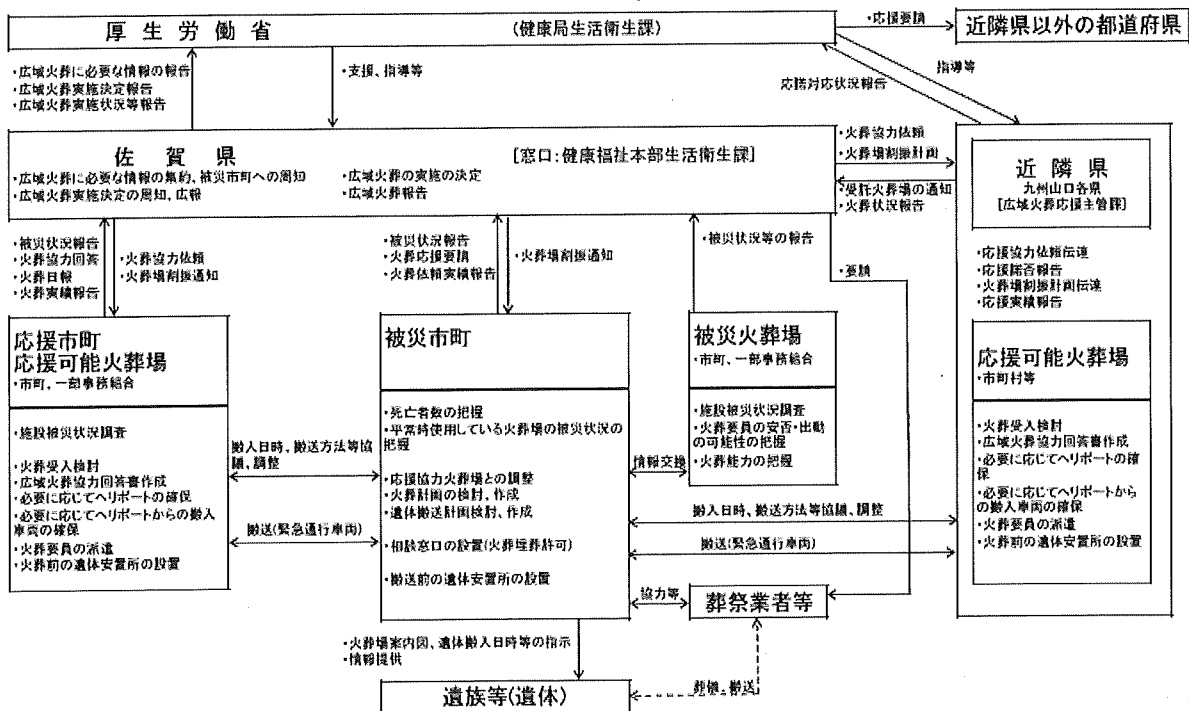 厚生労働省
(健康局生活衛生課)
・応援要請
近隣県以外の都道府県
・広域火葬に必要な情報の報告
・広域火葬実施決定報告
・広域火葬実施状況等報告
・支援、指導等
応諾対応状況報告
指導等
佐賀県
[窓口:健康福祉本部生活衛生課]
・広域火葬に必要な情報の集約、被災市町への周知
・広域火葬実施決定の周知、広報
・広域火葬の実施の決定
・広域火葬報告
・火葬協力依頼
・火葬場割振計画
・受託火葬場の通知
・火葬状況報告
近隣県
九州山口各県
[広域火葬応援主管課]
・被災状況報告
・火葬協力回答
・火葬日報
・火葬実績報告
・火葬協力依頼
・火葬場割振通知
・被災状況報告
・火葬応援要請
・火葬依頼実績報告
・火葬場割振通知
・被災状況等の報告
・要請
・応援協力依頼伝達
・応援諾否報告
・火葬場割振計画伝達
・応援実績報告
応援市町
応援可能火葬場
・市町、一部事務組合
被災市町
被災火葬場
・市町、一部事務組合
応援可能火葬場
・市町村等
・施設被災状況調査
・火葬受入検討
・広域火葬協力回答書作成
・必要に応じてヘリポートの確保
・必要に応じてヘリポートからの搬入
車両の確保
・火葬要員の派遣
・火葬前の遺体安置所の設置
搬入日時、搬送方法等協
議、調整
搬送(緊急通行車両)
・死亡者数の把握
・平常時使用している火葬場の被災状況の
把握
・応援協力火葬場との調整
・火葬計画の検討、作成
・遺体搬送計画検討、作成
・相談窓口の設置(火葬埋葬許可)
・搬送前の遺体安置所の設置
情報交換
・施設被災状況調査
・火葬要員の安否・出動
の可能性の把握
・火葬能力の把握
搬入日時、搬送方法等協議、調整
搬送(緊急通行車両)
・火葬受入検討
・広域火葬協力回答書作成
・必要に応じてヘリポートの確
保
・必要に応じてヘリポートから
の搬入車両の確保
・火葬要員の派遣
・火葬前の遺体安置所の設置
協力等
葬祭業者等
・火葬場案内図、遺体搬入日時等の指示
・情報提供
遺族等(遺体)
葬儀、搬送